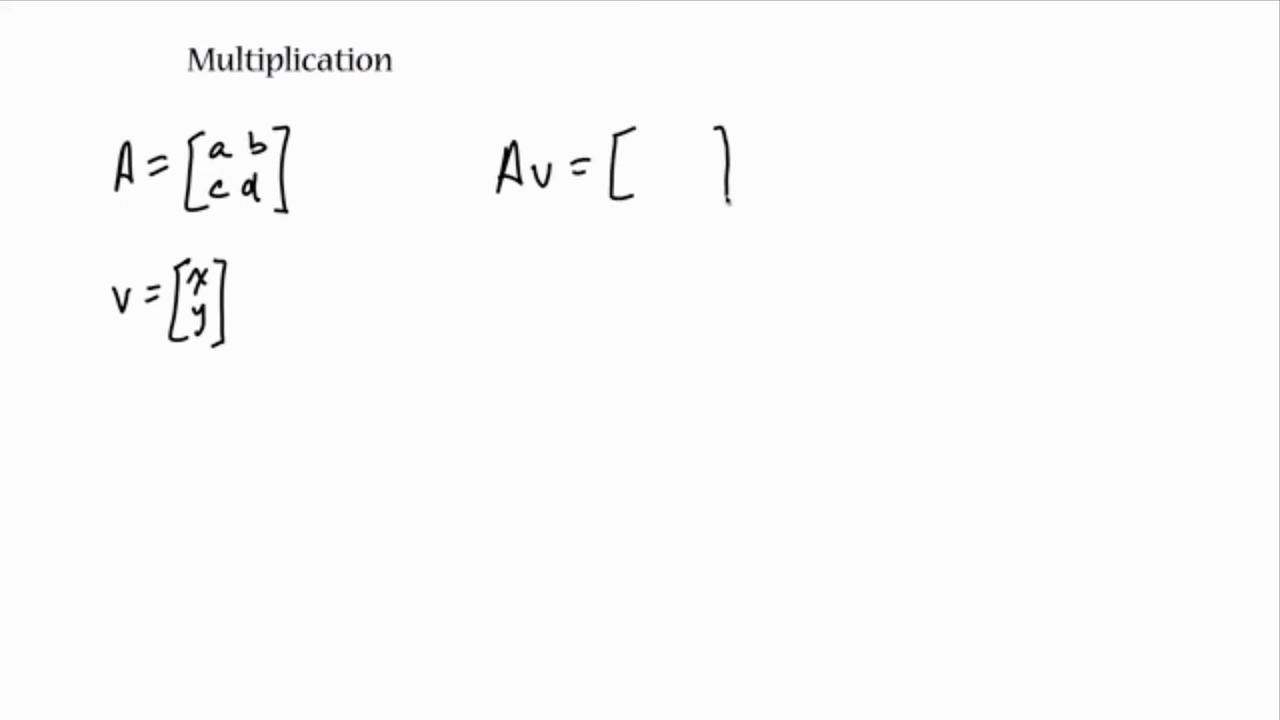 Multiplication
A = [a b
c d]
Av = [ ]
v = [x
y]